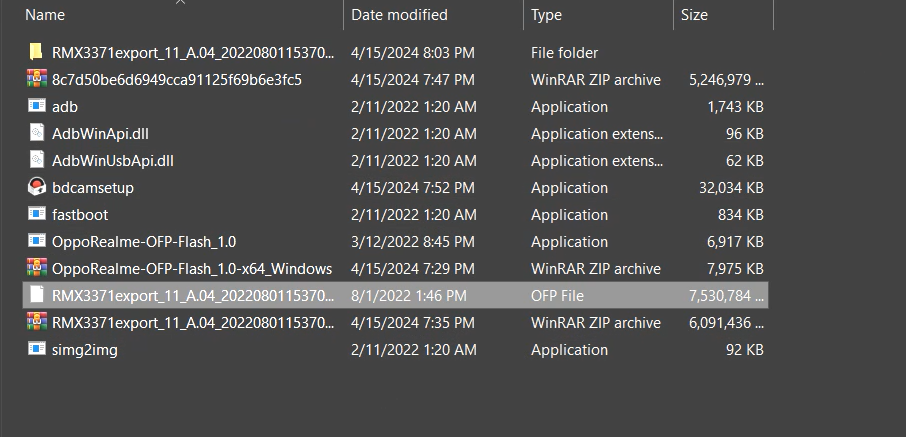 Name Date modified Type Size
RMX3371export_11_A.04_2022080115370... 4/15/2024 8:03 PM File folder
8c7d50be6d6949cca91125f69b6e3fc5 4/15/2024 7:47 PM WinRAR ZIP archive 5,246,979 ...
adb 2/11/2022 1:20 AM Application 1,743 KB
AdbWinApi.dll 2/11/2022 1:20 AM Application extens... 96 KB
AdbWinUsbApi.dll 2/11/2022 1:20 AM Application extens... 62 KB
bdcamsetup 4/15/2024 7:52 PM Application 32,034 KB
fastboot 2/11/2022 1:20 AM Application 834 KB
OppoRealme-OFP-Flash_1.0 3/12/2022 8:45 PM Application 6,917 KB
OppoRealme-OFP-Flash_1.0-x64_Windows 4/15/2024 7:29 PM WinRAR ZIP archive 7,975 KB
RMX3371export_11_A.04_2022080115370... 8/1/2022 1:46 PM OFP File 7,530,784 ...
RMX3371export_11_A.04_2022080115370... 4/15/2024 7:35 PM WinRAR ZIP archive 6,091,436 ...
simg2img 2/11/2022 1:20 AM Application 92 KB